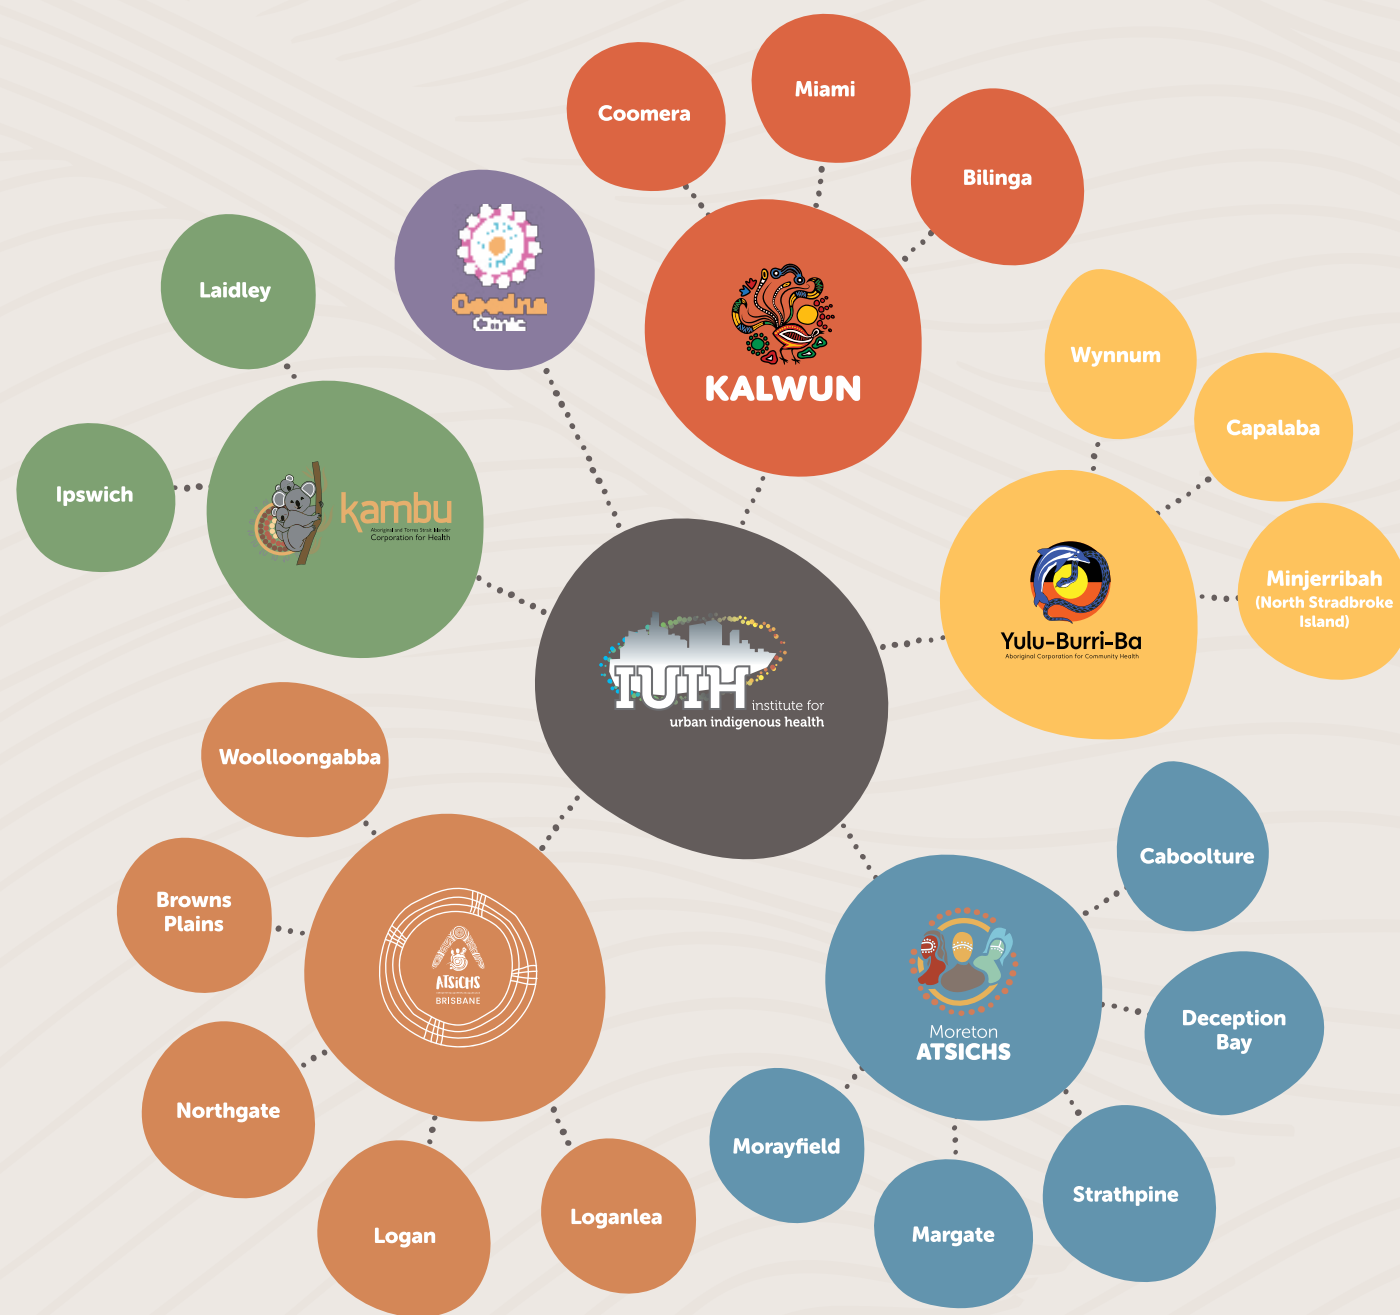 Miami
Coomera
Bilinga
Laidley
Clinic
KALWUN
Wynnum
Capalaba
Ipswich
kambu
Aboriginal and Torres Strait Islander
Corporation for Health
Minjerribah
(North Stradbroke
Island)
Yulu-Burri-Ba
Aboriginal Corporation for Community Health
IUIH
institute for
urban indigenous health
Woolloongabba
Caboolture
Browns
Plains
ATSICHS
BRISBANE
Deception
Bay
Moreton
ATSICHS
Northgate
Morayfield
Strathpine
Loganlea
Logan
Margate